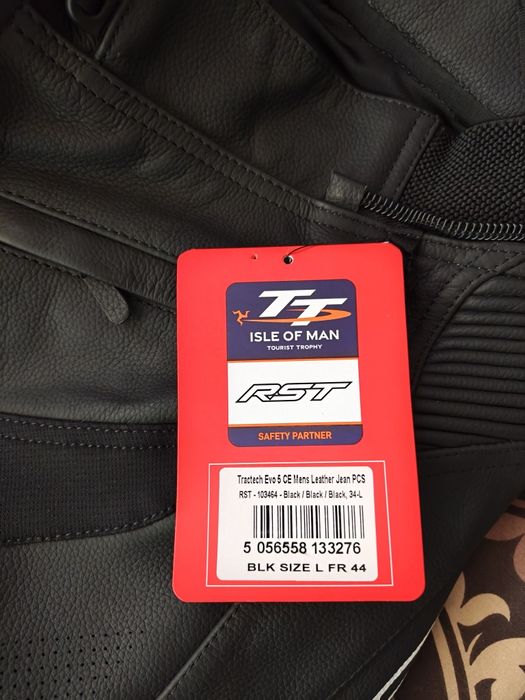 TT
ISLE OF MAN
TOURIST TROPHY
RST
SAFETY PARTNER
Tractech Evo 5 CE Mens Leather Jean PCS
RST - 103464 - Black / Black / Black, 34-L
5 056558 133276
BLK SIZE L FR 44